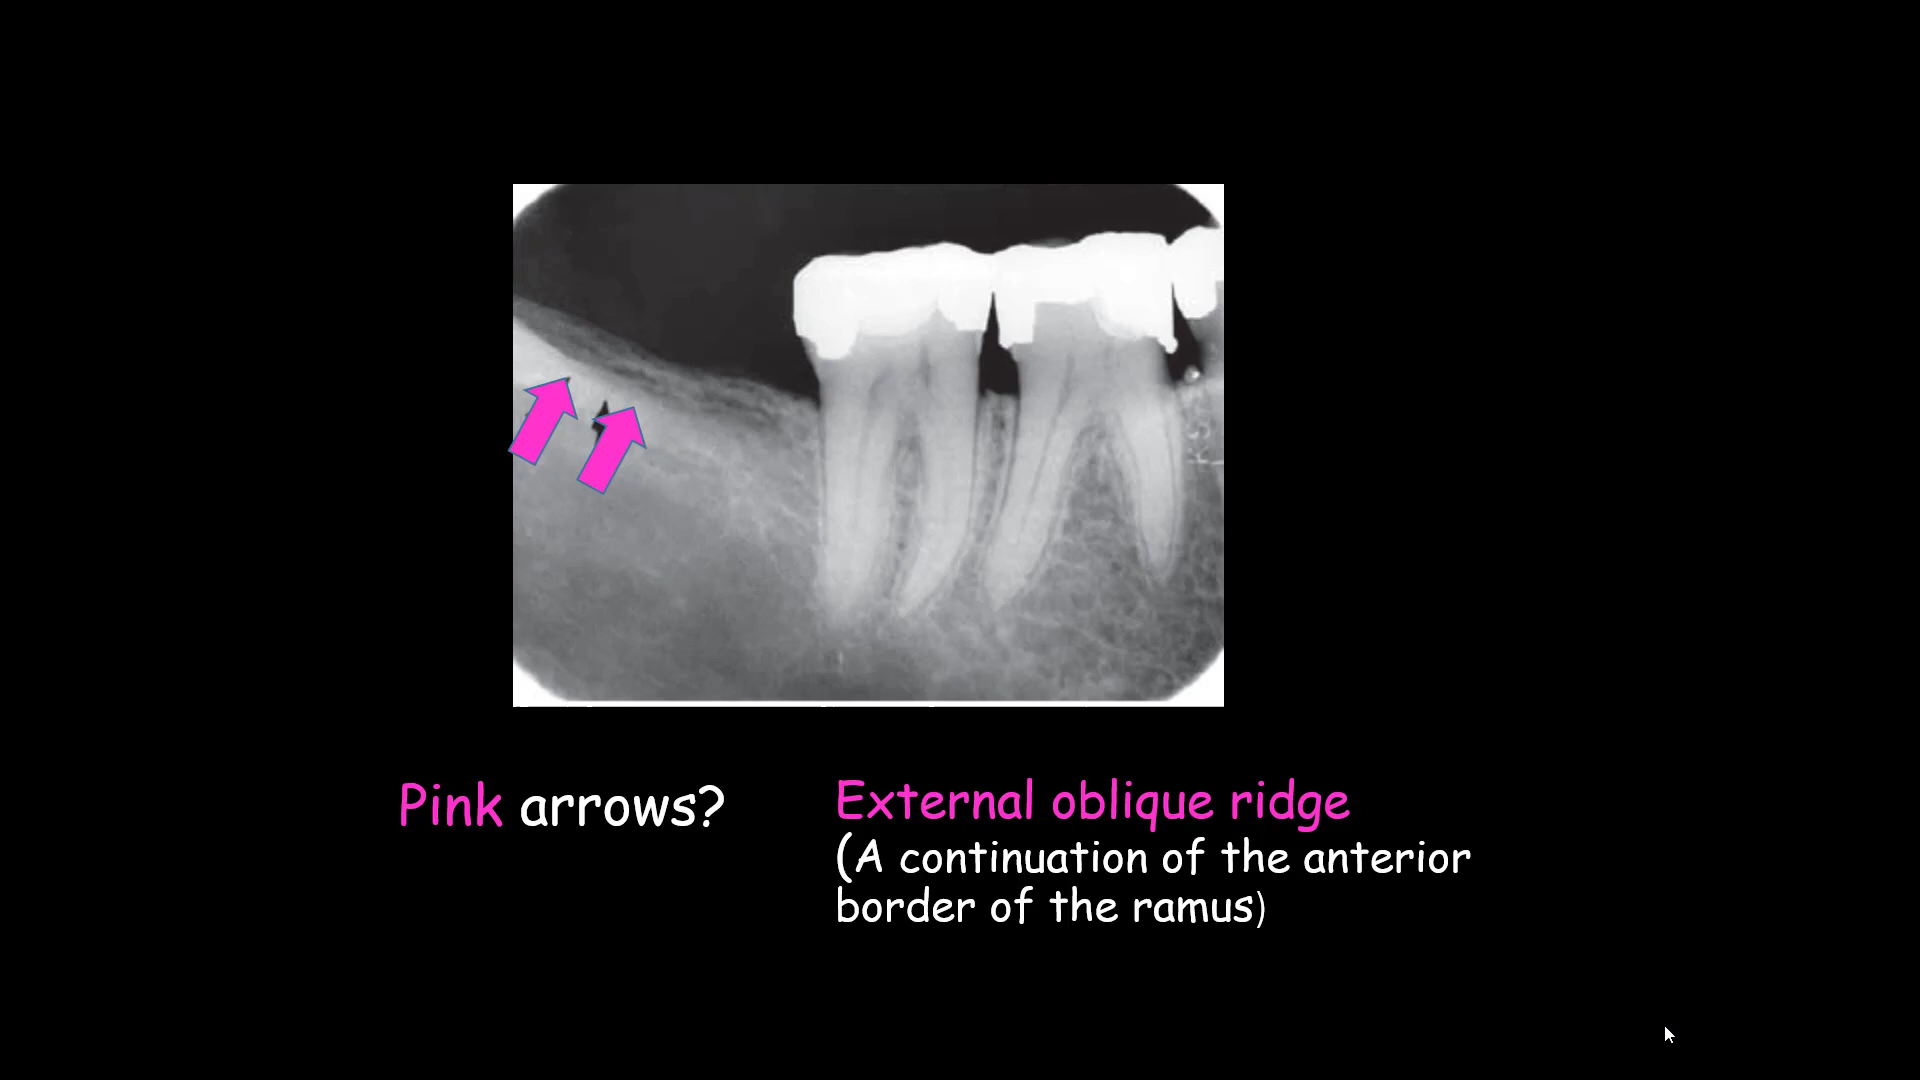 Pink arrows?
External oblique ridge
(A continuation of the anterior
border of the ramus)